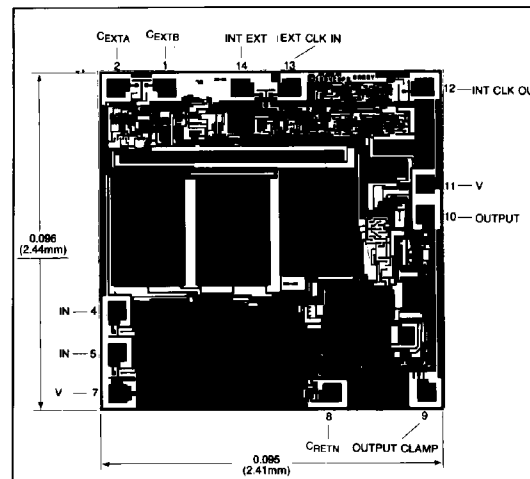 CEXTA CEXTB INT EXT EXT CLK IN
2 1 14 13
12 INT CLK OU
11 V
10 OUTPUT
0.096
(2.44mm)
IN 4
IN 5
V 7
8 9
CRETN OUTPUT CLAMP
0.095
(2.41mm)